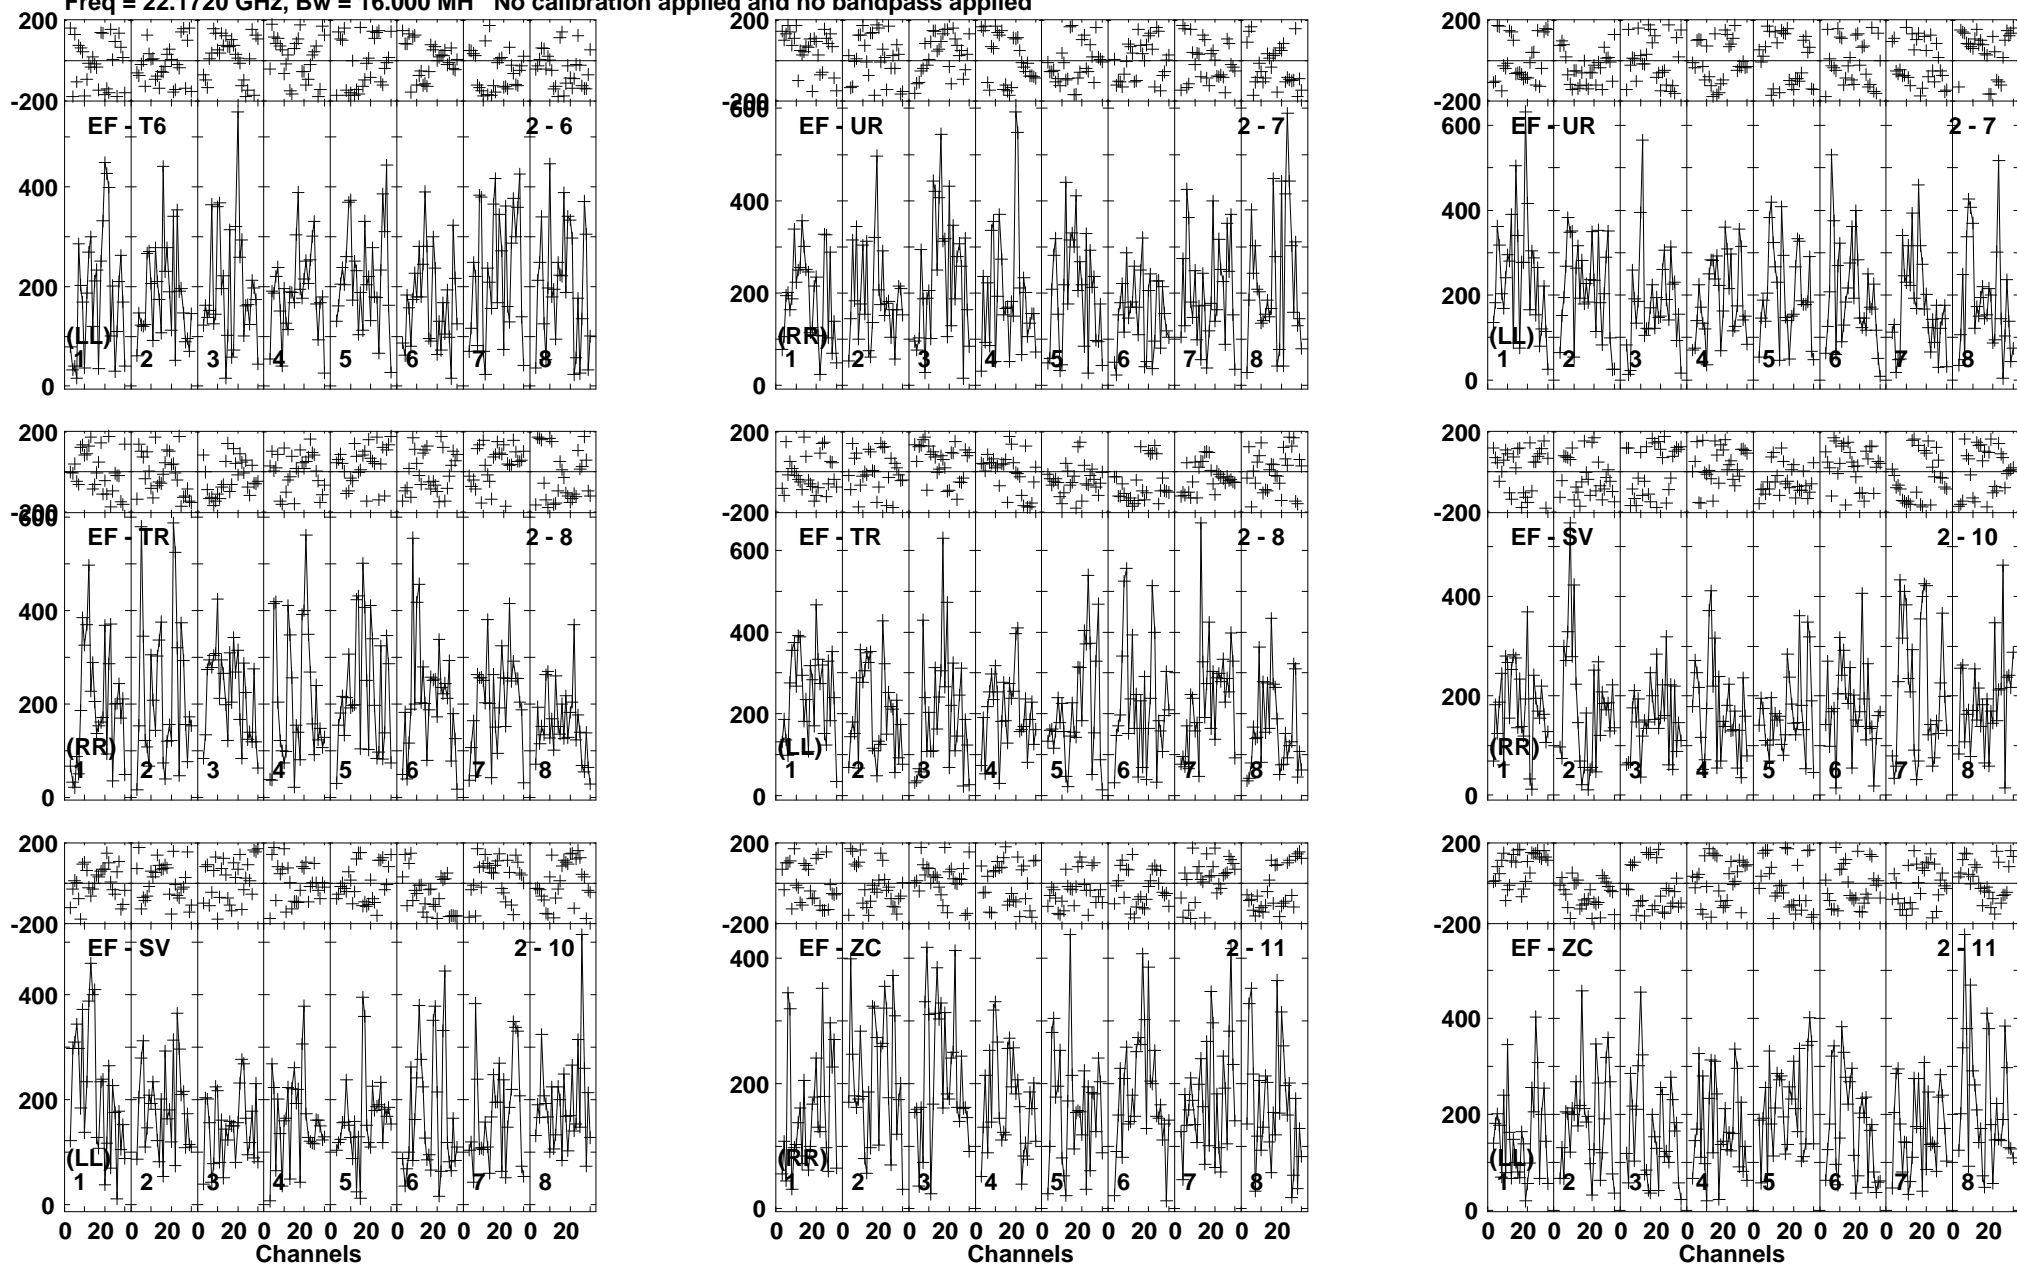 Freq = 22.1720 GHz, Bw = 16.000 MH No calibration applied and no bandpass applied
200 200 200
-200 -200 -200
EF - T6 2 - 6 600 EF - UR 2 - 7 600 EF - UR 2 - 7
400 400 400
200 200 200
(LL) (RR) (LL)
1 2 3 4 5 6 7 8 1 2 3 4 5 6 7 8 1 2 3 4 5 6 7 8
0 0 0
200 200 200
-200 -200 -200
600 EF - TR 2 - 8 600 EF - TR 2 - 8 EF - SV 2 - 10
400 400 400
200 200 200
(RR) (LL) (RR)
1 2 3 4 5 6 7 8 1 2 3 4 5 6 7 8 1 2 3 4 5 6 7 8
0 0 0
200 200 200
-200 -200 -200
EF - SV 2 - 10 EF - ZC 2 - 11 EF - ZC 2 - 11
400 400 400
200 200 200
(LL) (RR) (LL)
1 2 3 4 5 6 7 8 1 2 3 4 5 6 7 8 1 2 3 4 5 6 7 8
0 0 0
0 20 0 20 0 20 0 20 0 20 0 20 0 20 0 20 0 20 0 20 0 20 0 20 0 20 0 20 0 20 0 20 0 20 0 20 0 20 0 20 0 20 0 20 0 20 0 20
Channels Channels Channels